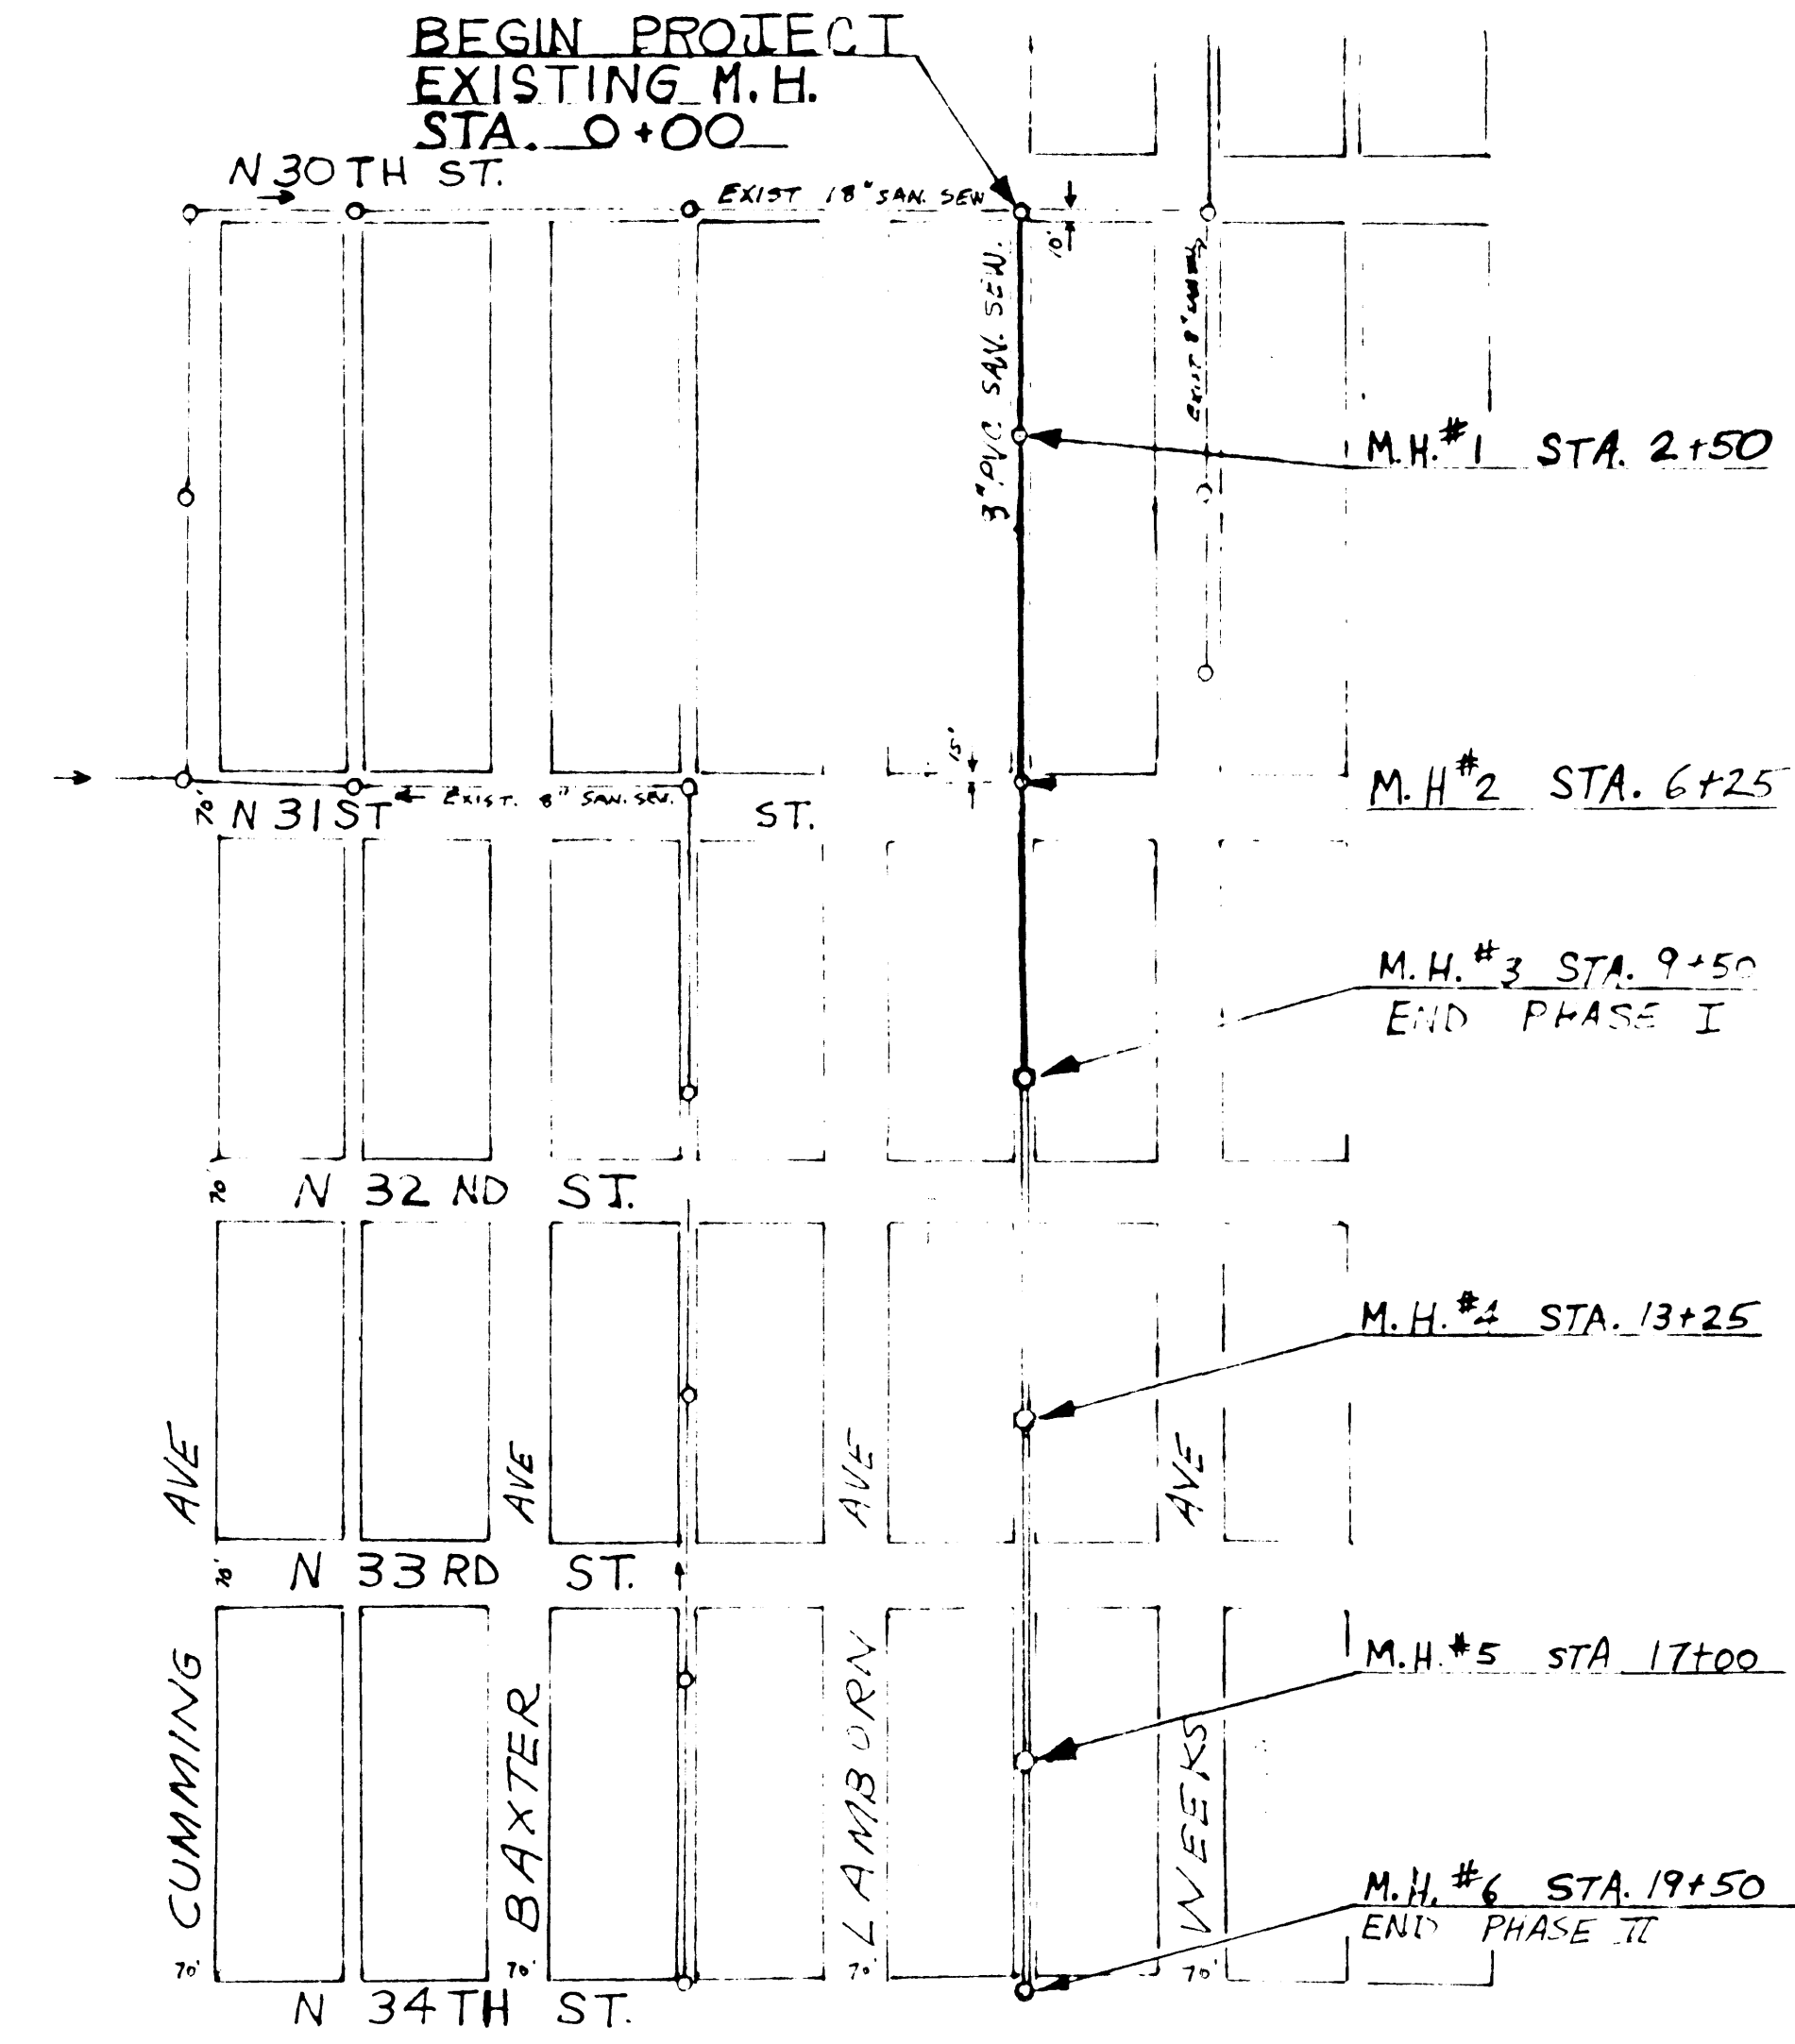 BEGIN PROJECT
EXISTING M.H.
STA. 0+00
N 30TH ST.
EXIST 18" SAN. SEW
10'
3" PVC SAN. SEW.
EXIST 8"
M.H.#1 STA. 2+50
15'
M.H#2 STA. 6+25
70'
N 31ST
EXIST. 8" SAN. SEW.
ST.
M.H.#3 STA. 9+50
END PHASE I
70'
N 32ND ST.
M.H.#4 STA. 13+25
AVE
AVE
AVE
AVE
70'
N 33RD ST.
M.H.#5 STA 17+00
CUMMING
BAXTER
LAMBORN
WEEKS
M.H.#6 STA. 19+50
END PHASE II
70'
70'
70'
70'
N 34TH ST.